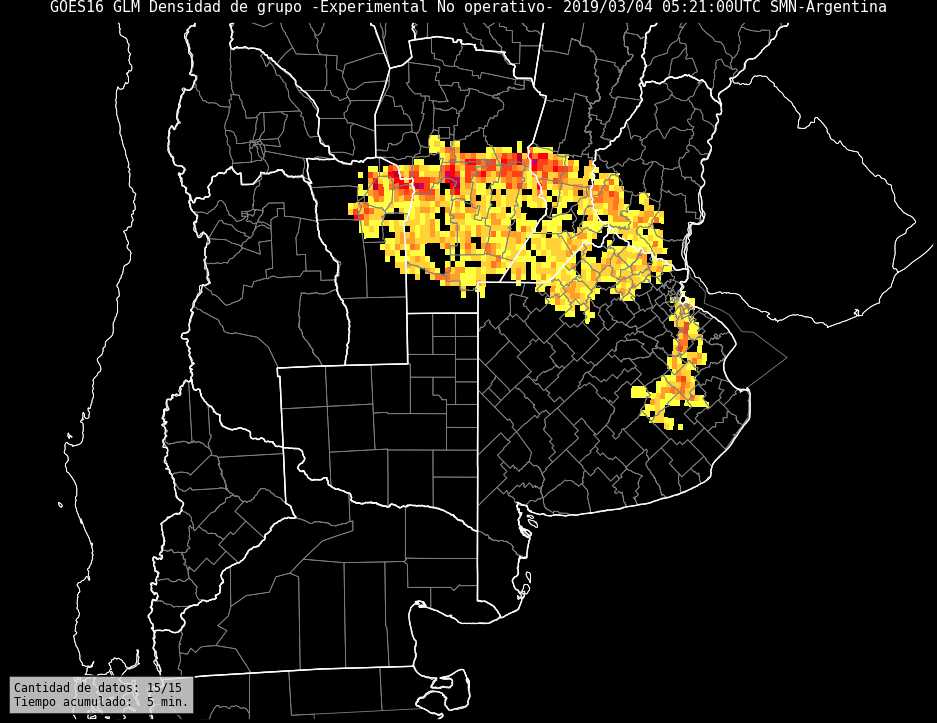 GOES16 GLM Densidad de grupo -Experimental No operativo- 2019/03/04 05:21:00UTC SMN-Argentina
Cantidad de datos: 15/15
Tiempo acumulado:  5 min.